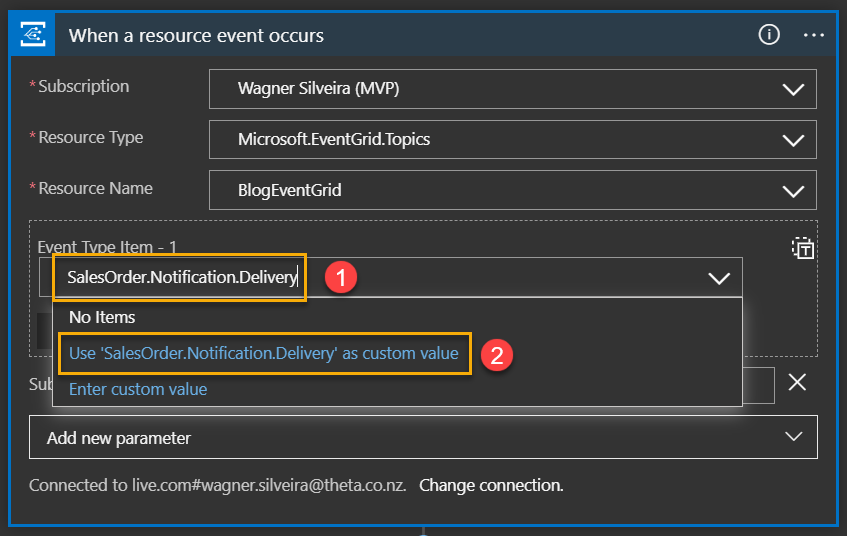 When a resource event occurs
* Subscription
Wagner Silveira (MVP)
* Resource Type
Microsoft.EventGrid.Topics
* Resource Name
BlogEventGrid
Event Type Item - 1
SalesOrder.Notification.Delivery
1
No Items
Use 'SalesOrder.Notification.Delivery' as custom value
2
Enter custom value
Add new parameter
Connected to live.com#wagner.silveira@theta.co.nz. Change connection.